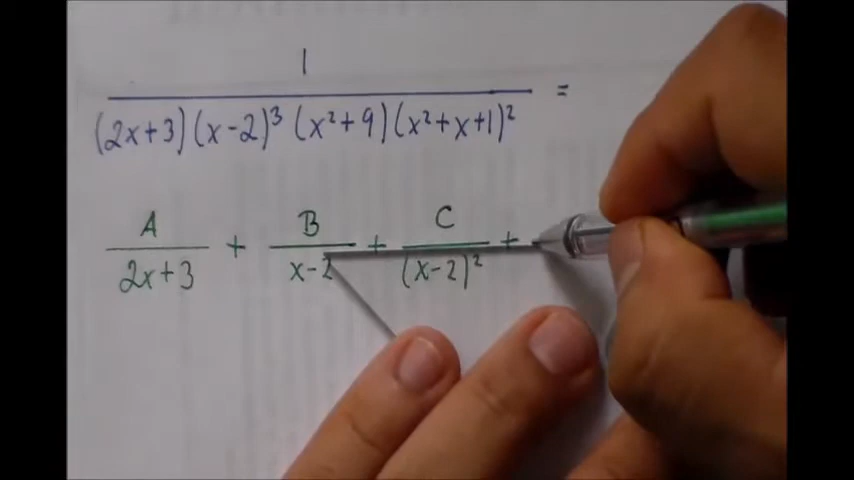 1
(2x+3)(x-2)³(x²+9)(x²+x+1)² =
A + B + C +
2x+3 x-2 (x-2)²